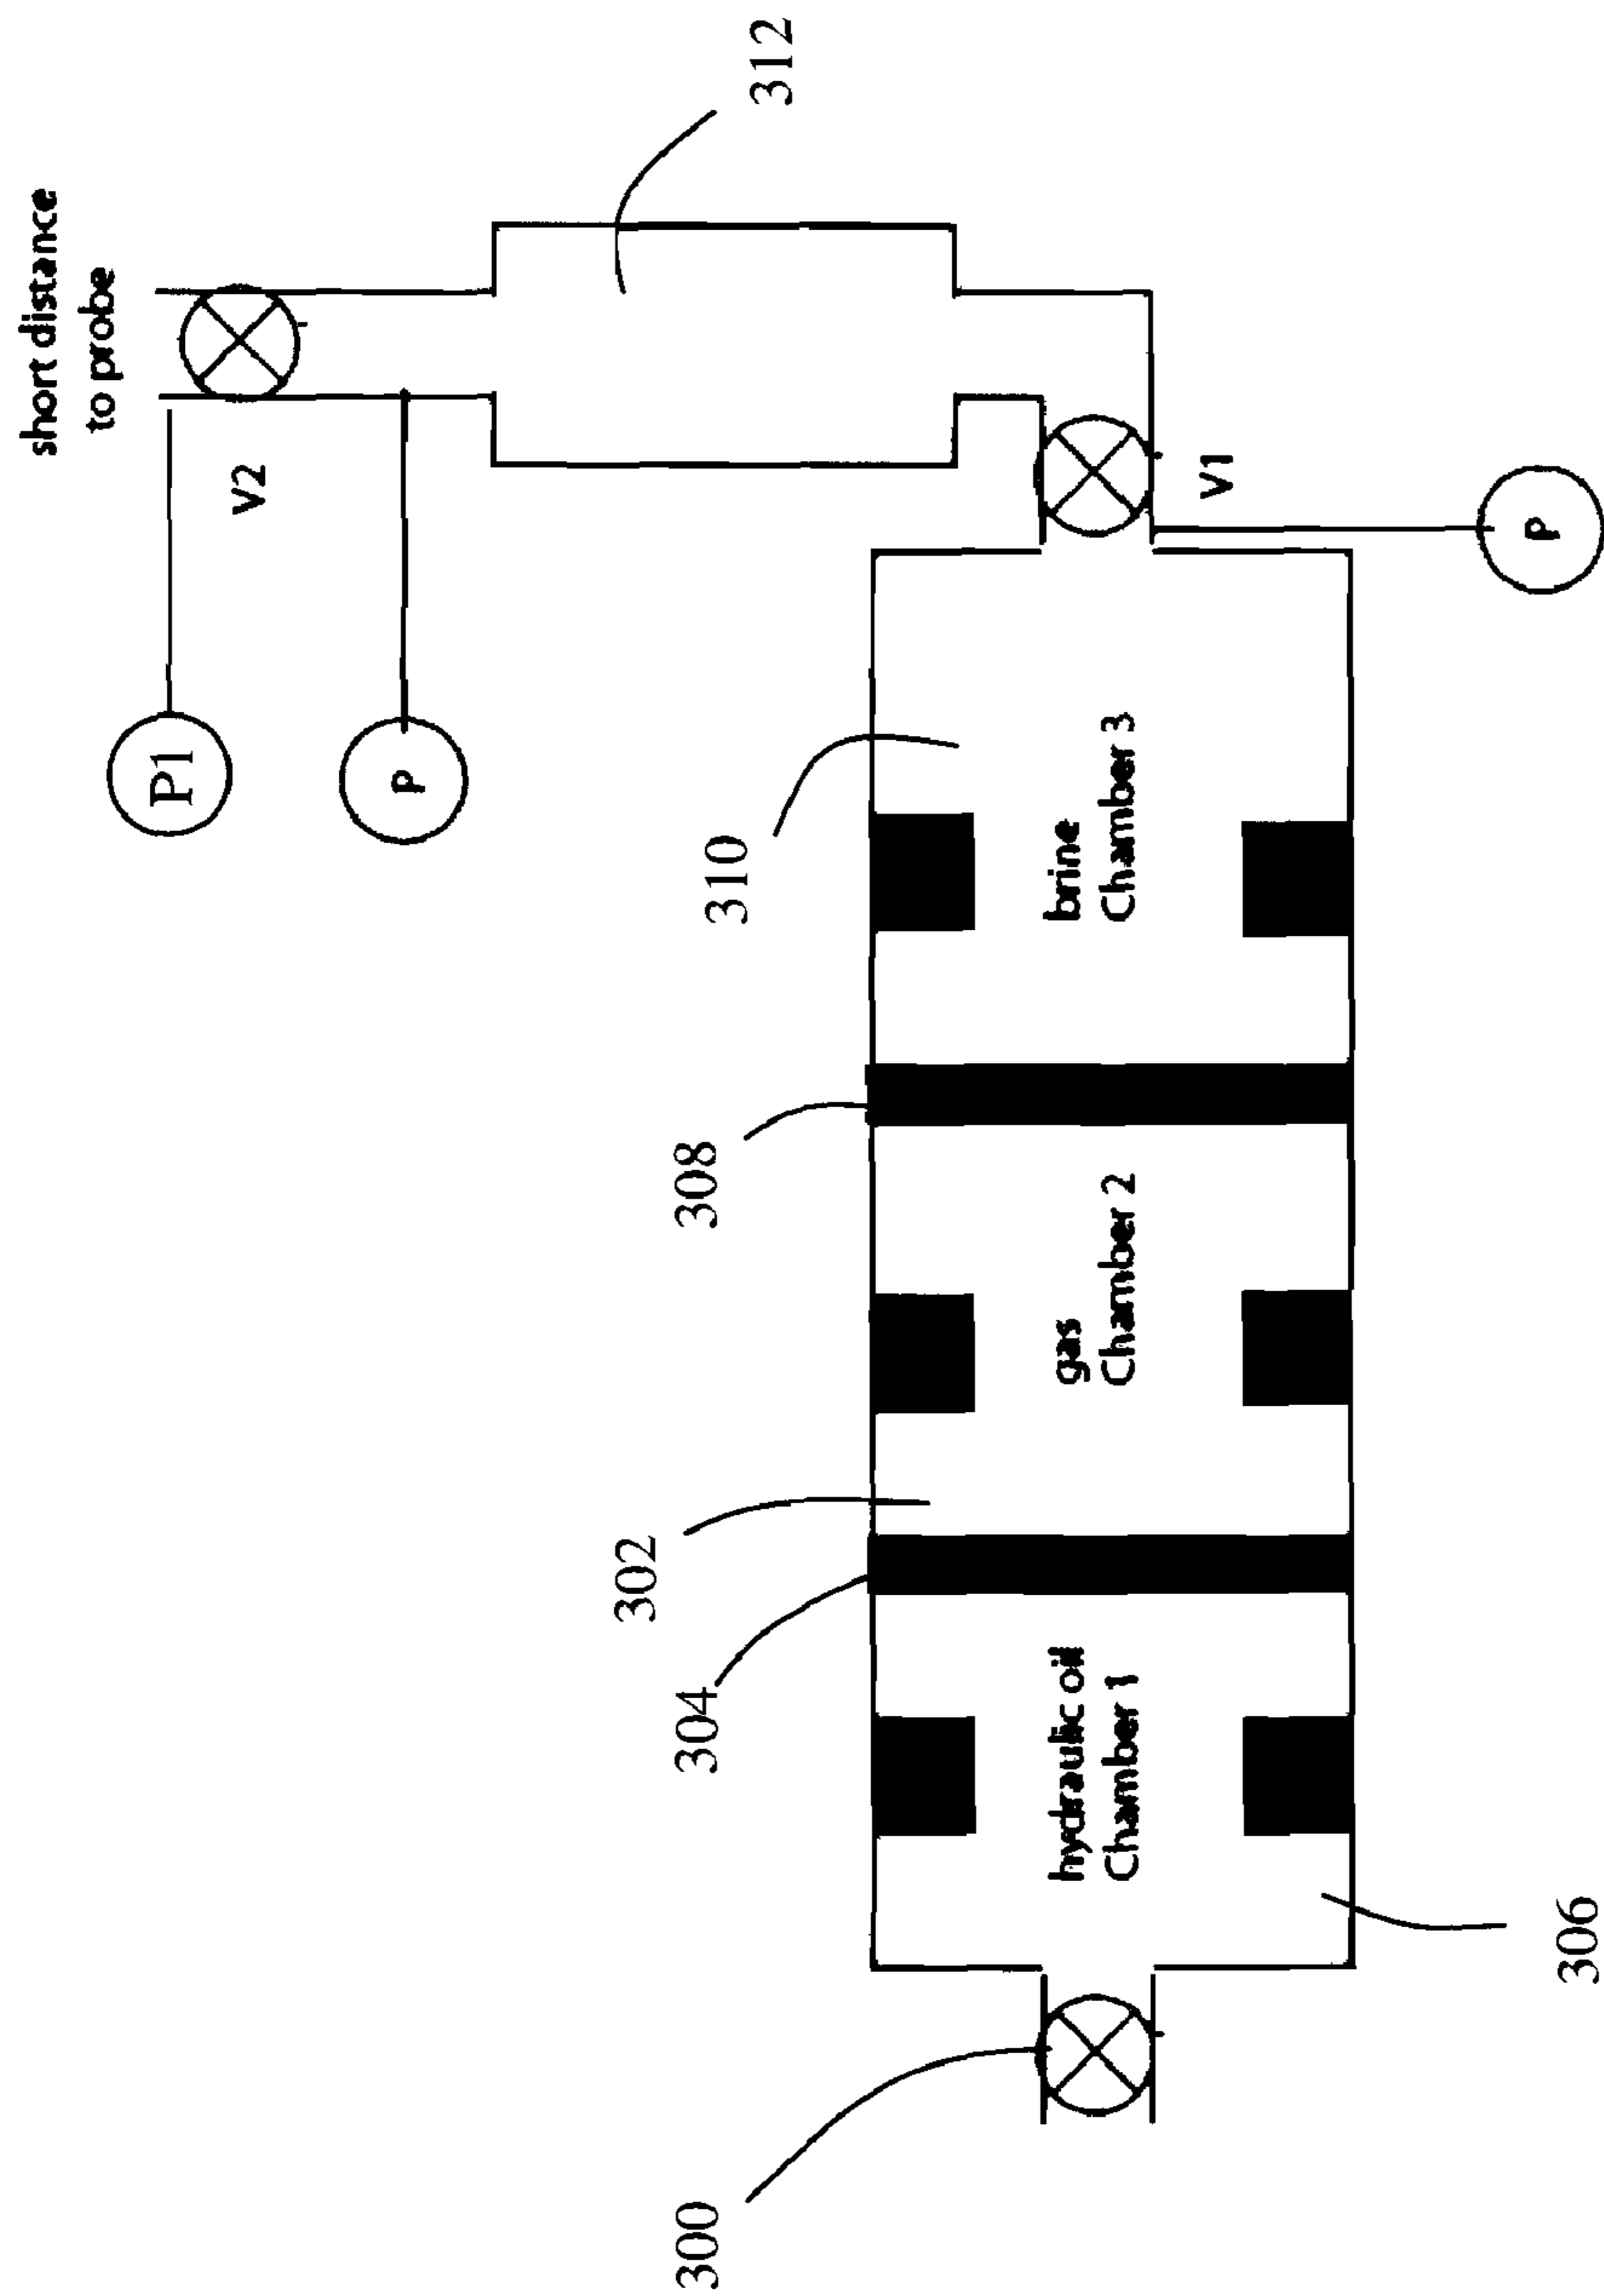 short distance
to probe
312
V2
P1
P
V1
P
310
brine
Chamber 3
308
gas
Chamber 2
302
304
hydraulic oil
Chamber 1
306
300